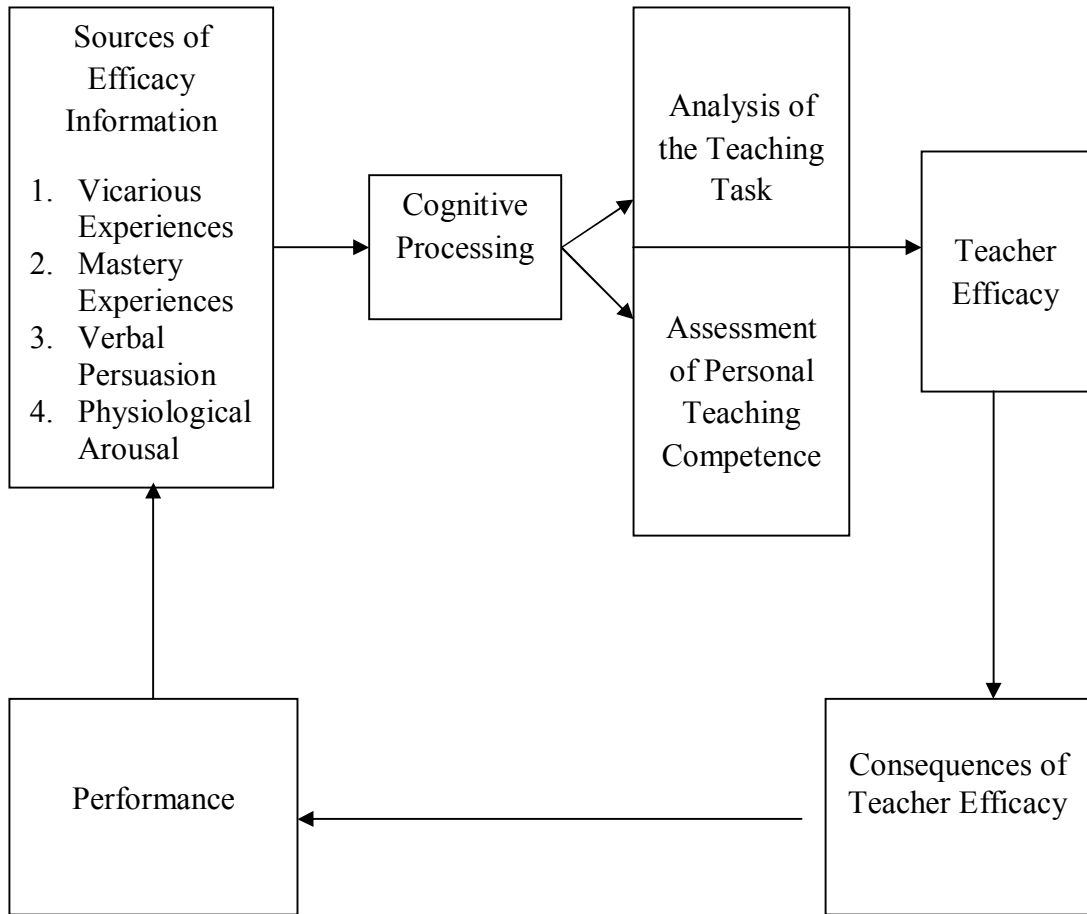 Sources of
Efficacy
Information
1. Vicarious
Experiences
2. Mastery
Experiences
3. Verbal
Persuasion
4. Physiological
Arousal
Cognitive
Processing
Analysis of
the Teaching
Task
Assessment
of Personal
Teaching
Competence
Teacher
Efficacy
Consequences of
Teacher Efficacy
Performance